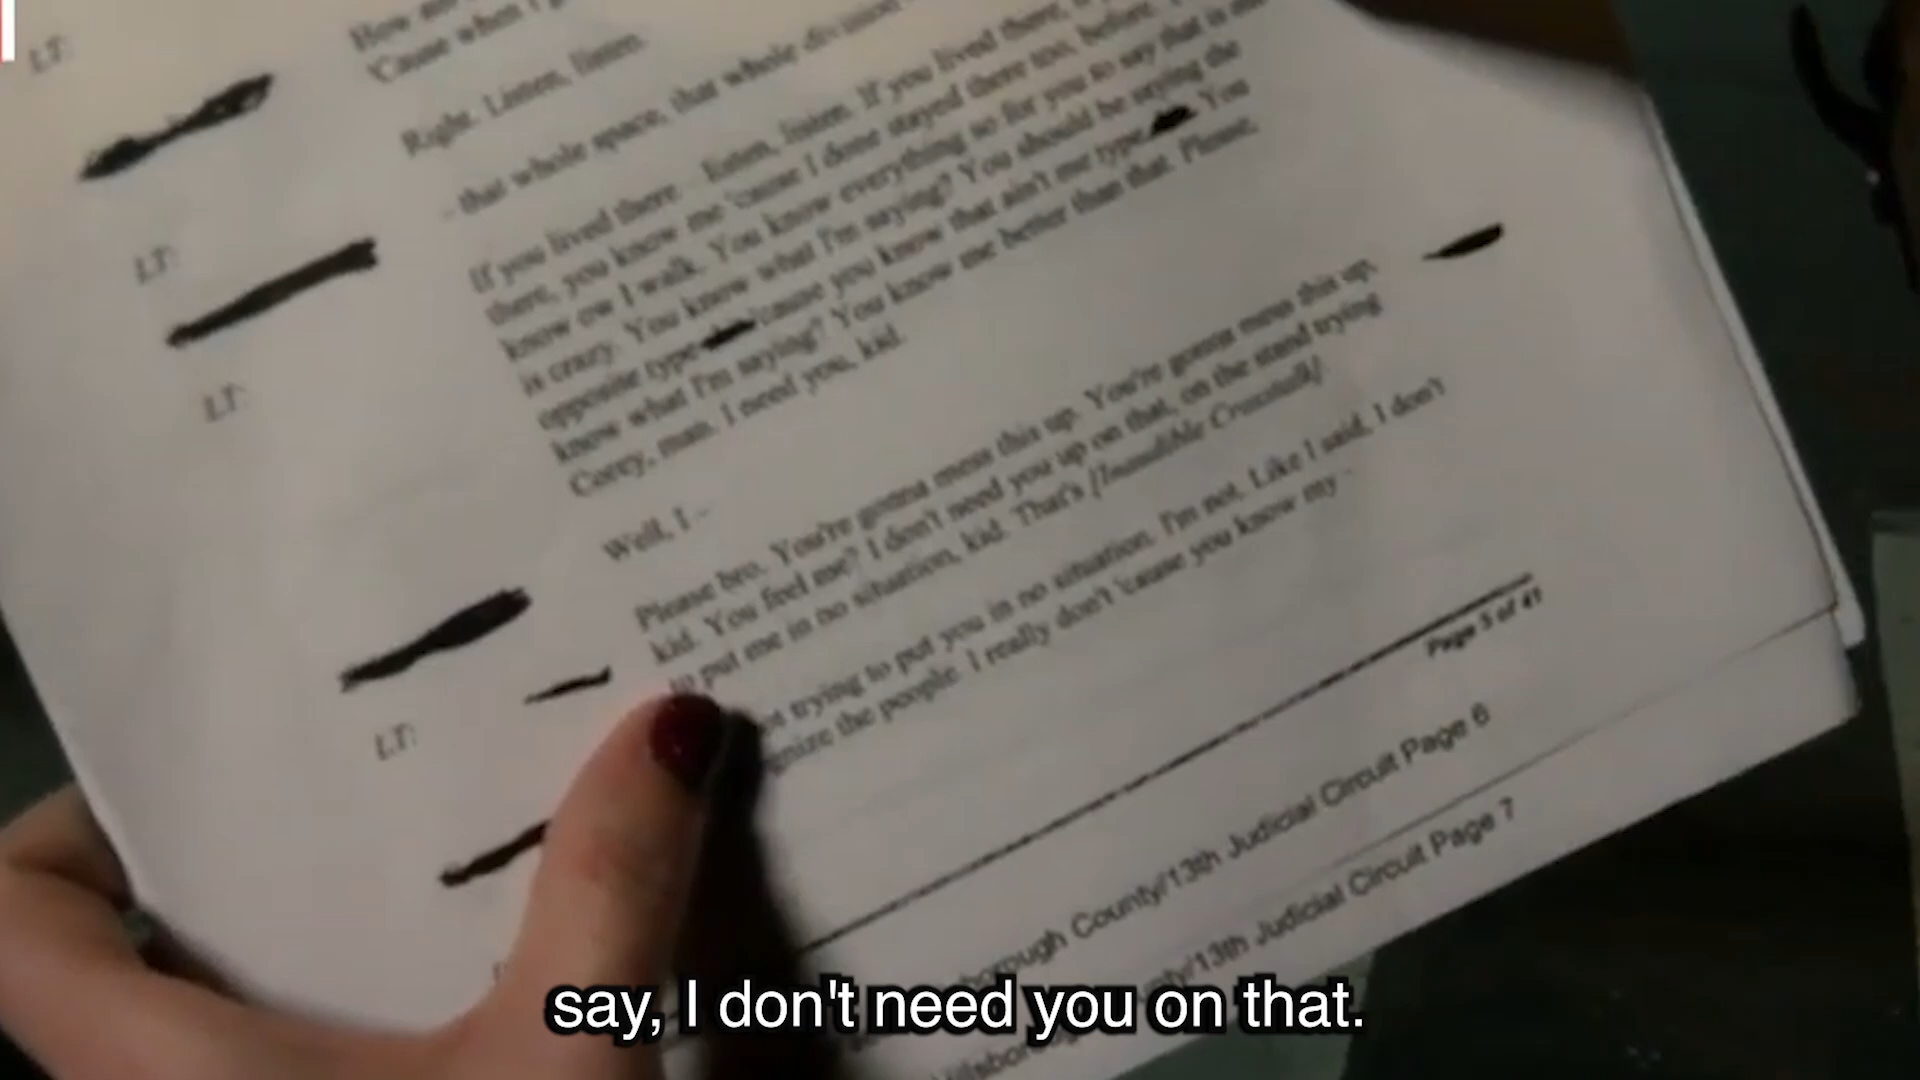 LT:
How
'Cause when I
Right. Listen, listen.
- that whole space, that whole division
LT:
If you lived there - listen, listen. If you lived there,
there, you know me 'cause I done stayed there too, before.
know ow I walk. You know everything so for you to say that is
is crazy. You know what I'm saying? You should be saying the
opposite type 'cause you know that ain't me type You
know what I'm saying? You know me better than that. Please,
Corey, man. I need you, kid.
LT:
Well, I -
Please bro. You're gonna mess this up. You're gonna mess this up,
kid. You feel me? I don't need you up on that, on the stand trying
to put me in no situation, kid. That's [Inaudible Crosstalk]
LT:
trying to put you in no situation. I'm not. Like I said, I don't
the people. I really don't 'cause you know my -
Page 5 of 41
County/13th Judicial Circuit Page 6
13th Judicial Circuit Page 7
say, I don't need you on that.